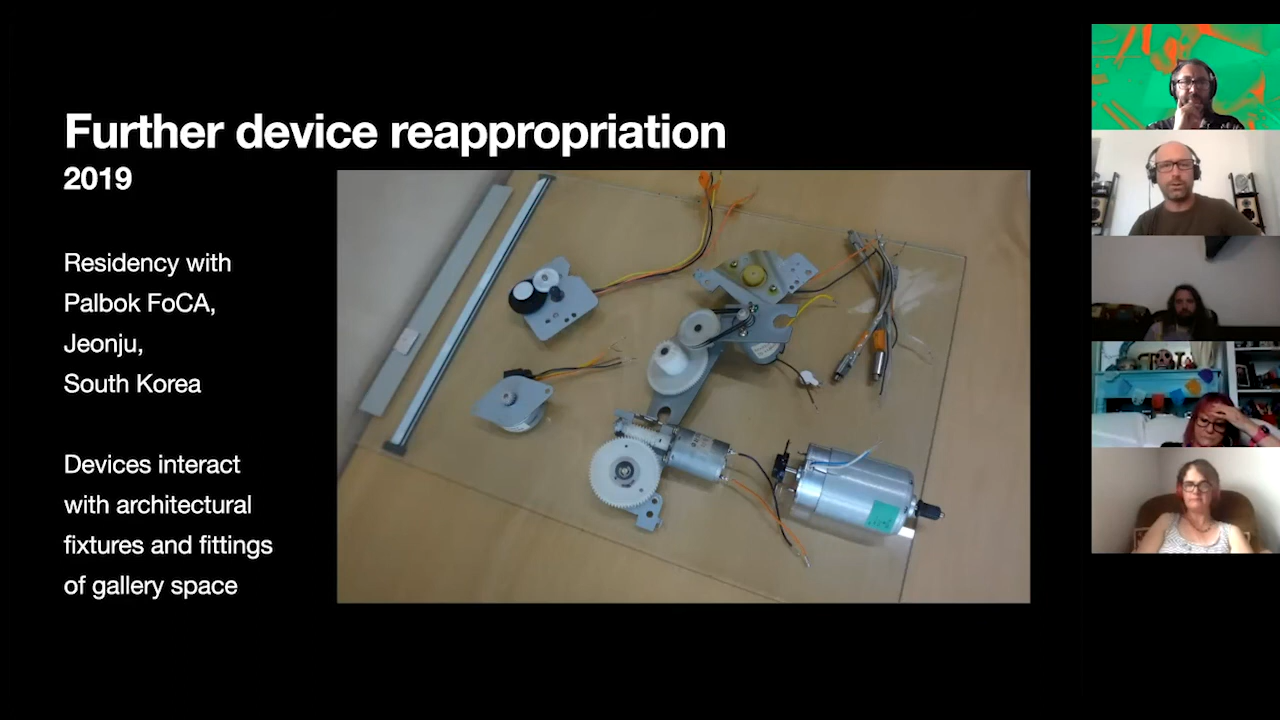 Further device reappropriation
2019
Residency with
Palbok FoCA,
Jeonju,
South Korea
Devices interact
with architectural
fixtures and fittings
of gallery space